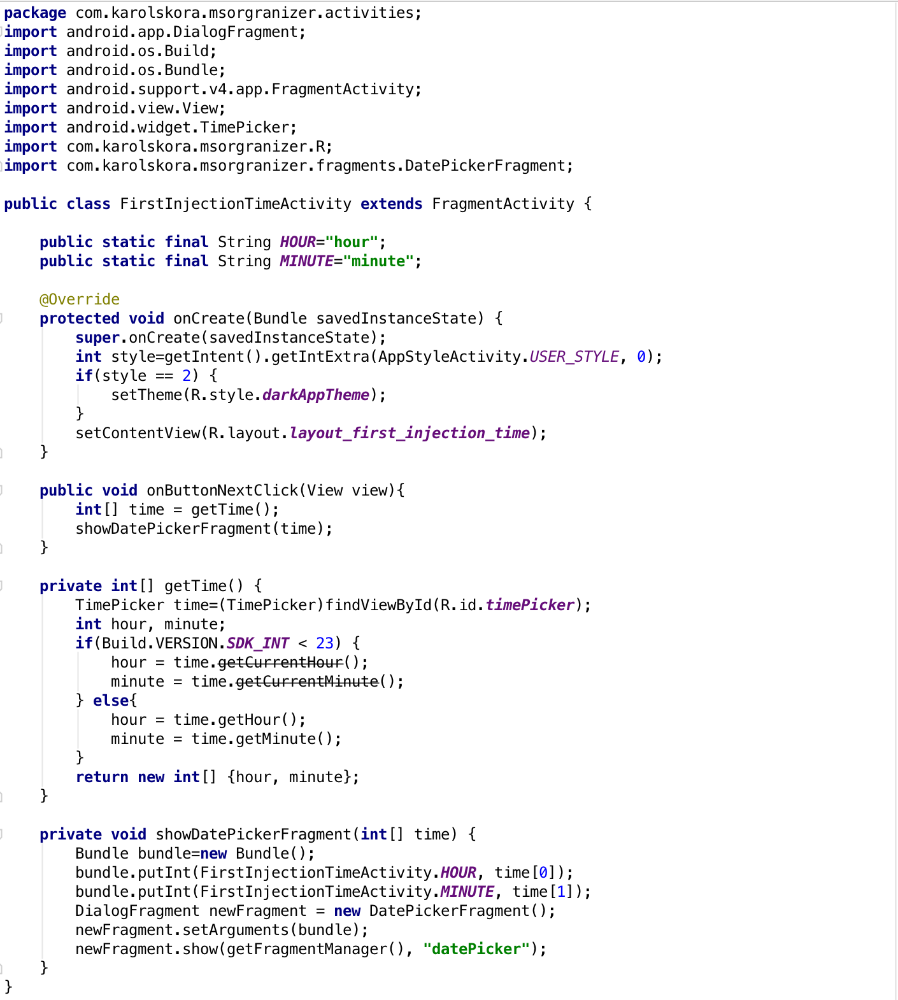 package com.karolskora.msorgranizer.activities;
import android.app.DialogFragment;
import android.os.Build;
import android.os.Bundle;
import android.support.v4.app.FragmentActivity;
import android.view.View;
import android.widget.TimePicker;
import com.karolskora.msorgranizer.R;
import com.karolskora.msorgranizer.fragments.DatePickerFragment;

public class FirstInjectionTimeActivity extends FragmentActivity {

    public static final String HOUR="hour";
    public static final String MINUTE="minute";

    @Override
    protected void onCreate(Bundle savedInstanceState) {
        super.onCreate(savedInstanceState);
        int style=getIntent().getIntExtra(AppStyleActivity.USER_STYLE, 0);
        if(style == 2) {
            setTheme(R.style.darkAppTheme);
        }
        setContentView(R.layout.layout_first_injection_time);
    }

    public void onButtonNextClick(View view){
        int[] time = getTime();
        showDatePickerFragment(time);
    }

    private int[] getTime() {
        TimePicker time=(TimePicker)findViewById(R.id.timePicker);
        int hour, minute;
        if(Build.VERSION.SDK_INT < 23) {
            hour = time.getCurrentHour();
            minute = time.getCurrentMinute();
        } else{
            hour = time.getHour();
            minute = time.getMinute();
        }
        return new int[] {hour, minute};
    }

    private void showDatePickerFragment(int[] time) {
        Bundle bundle=new Bundle();
        bundle.putInt(FirstInjectionTimeActivity.HOUR, time[0]);
        bundle.putInt(FirstInjectionTimeActivity.MINUTE, time[1]);
        DialogFragment newFragment = new DatePickerFragment();
        newFragment.setArguments(bundle);
        newFragment.show(getFragmentManager(), "datePicker");
    }
}